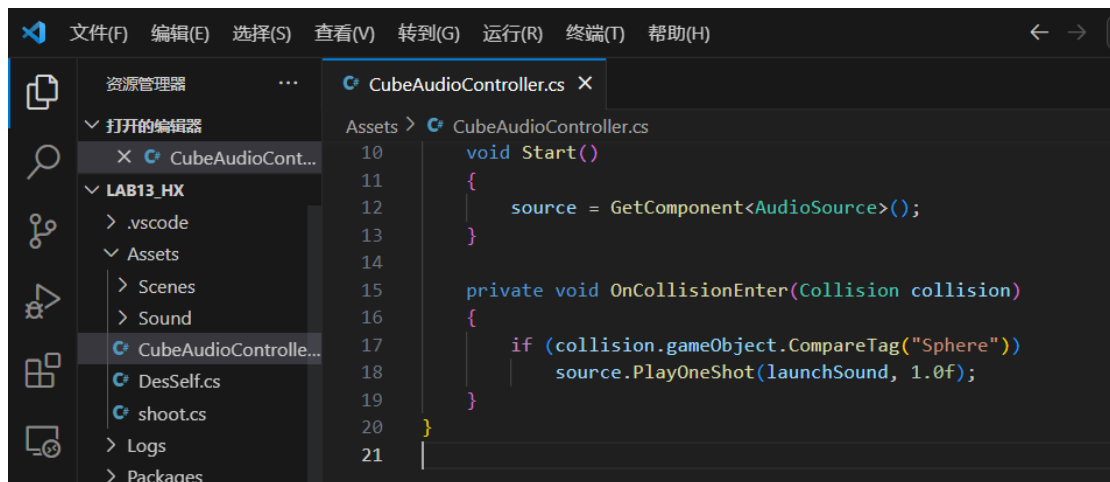 文件(F) 编辑(E) 选择(S) 查看(V) 转到(G) 运行(R) 终端(T) 帮助(H)
资源管理器 ···
打开的编辑器
CubeAudioCont...
LAB13_HX
.vscode
Assets
Scenes
Sound
CubeAudioControlle...
DesSelf.cs
shoot.cs
Logs
Packages
CubeAudioController.cs
Assets > CubeAudioController.cs
10 void Start()
11 {
12 source = GetComponent<AudioSource>();
13 }
14
15 private void OnCollisionEnter(Collision collision)
16 {
17 if (collision.gameObject.CompareTag("Sphere"))
18 source.PlayOneShot(launchSound, 1.0f);
19 }
20 }
21